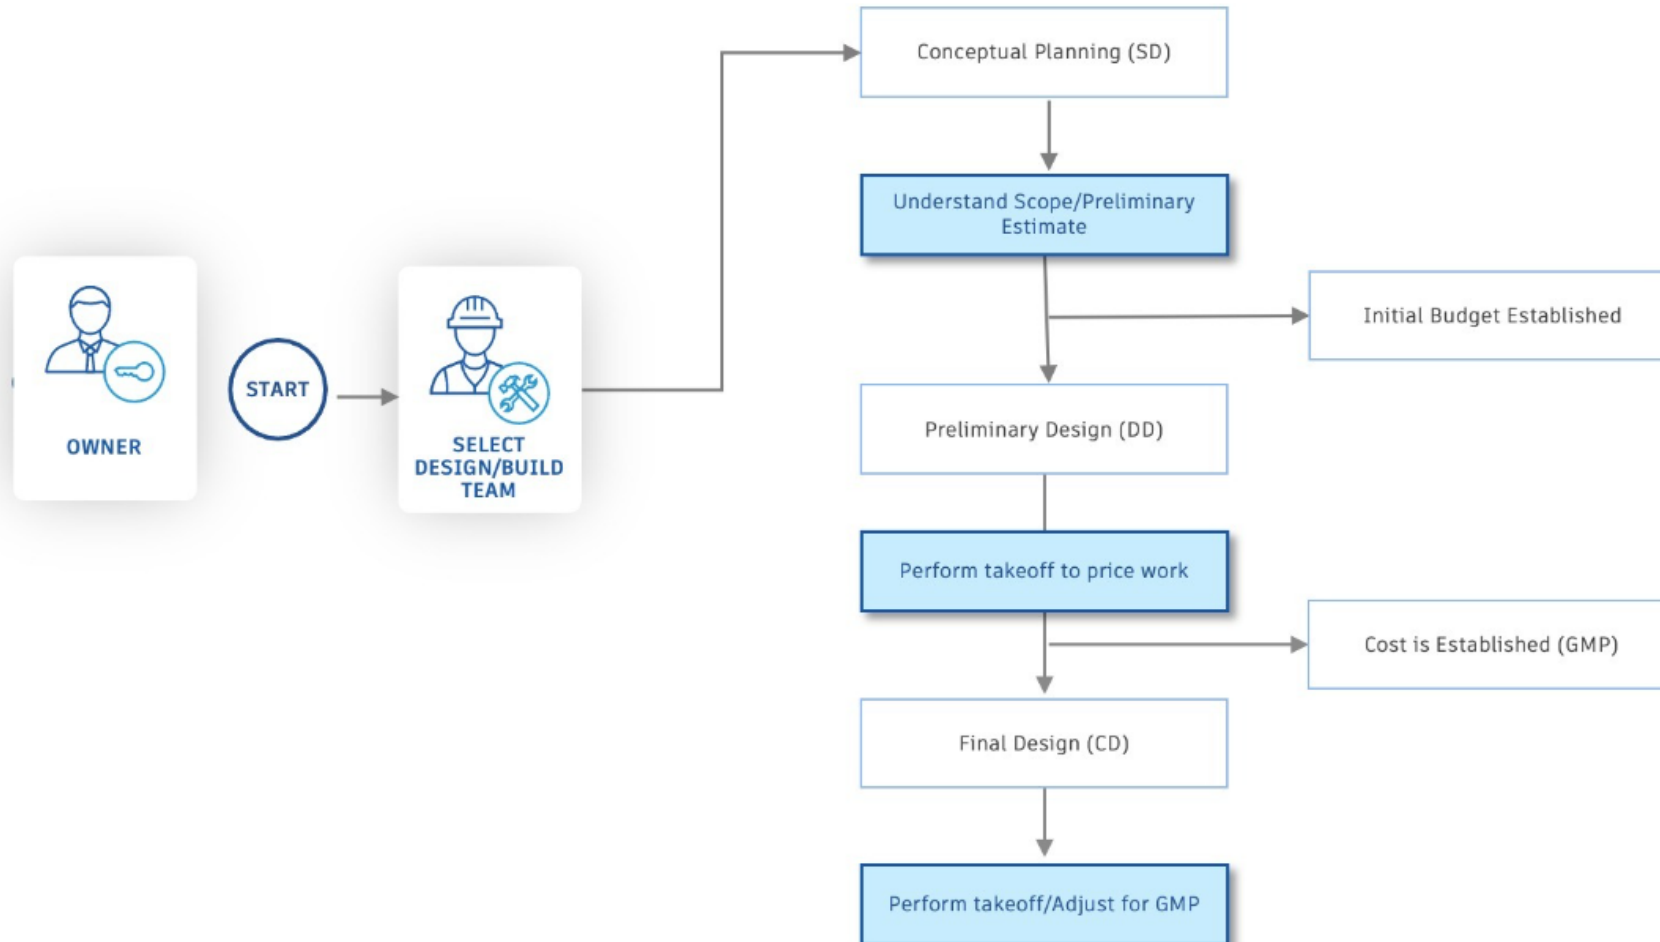 OWNER
START
SELECT
DESIGN/BUILD
TEAM
Conceptual Planning (SD)
Understand Scope/Preliminary
Estimate
Initial Budget Established
Preliminary Design (DD)
Perform takeoff to price work
Cost is Established (GMP)
Final Design (CD)
Perform takeoff/Adjust for GMP